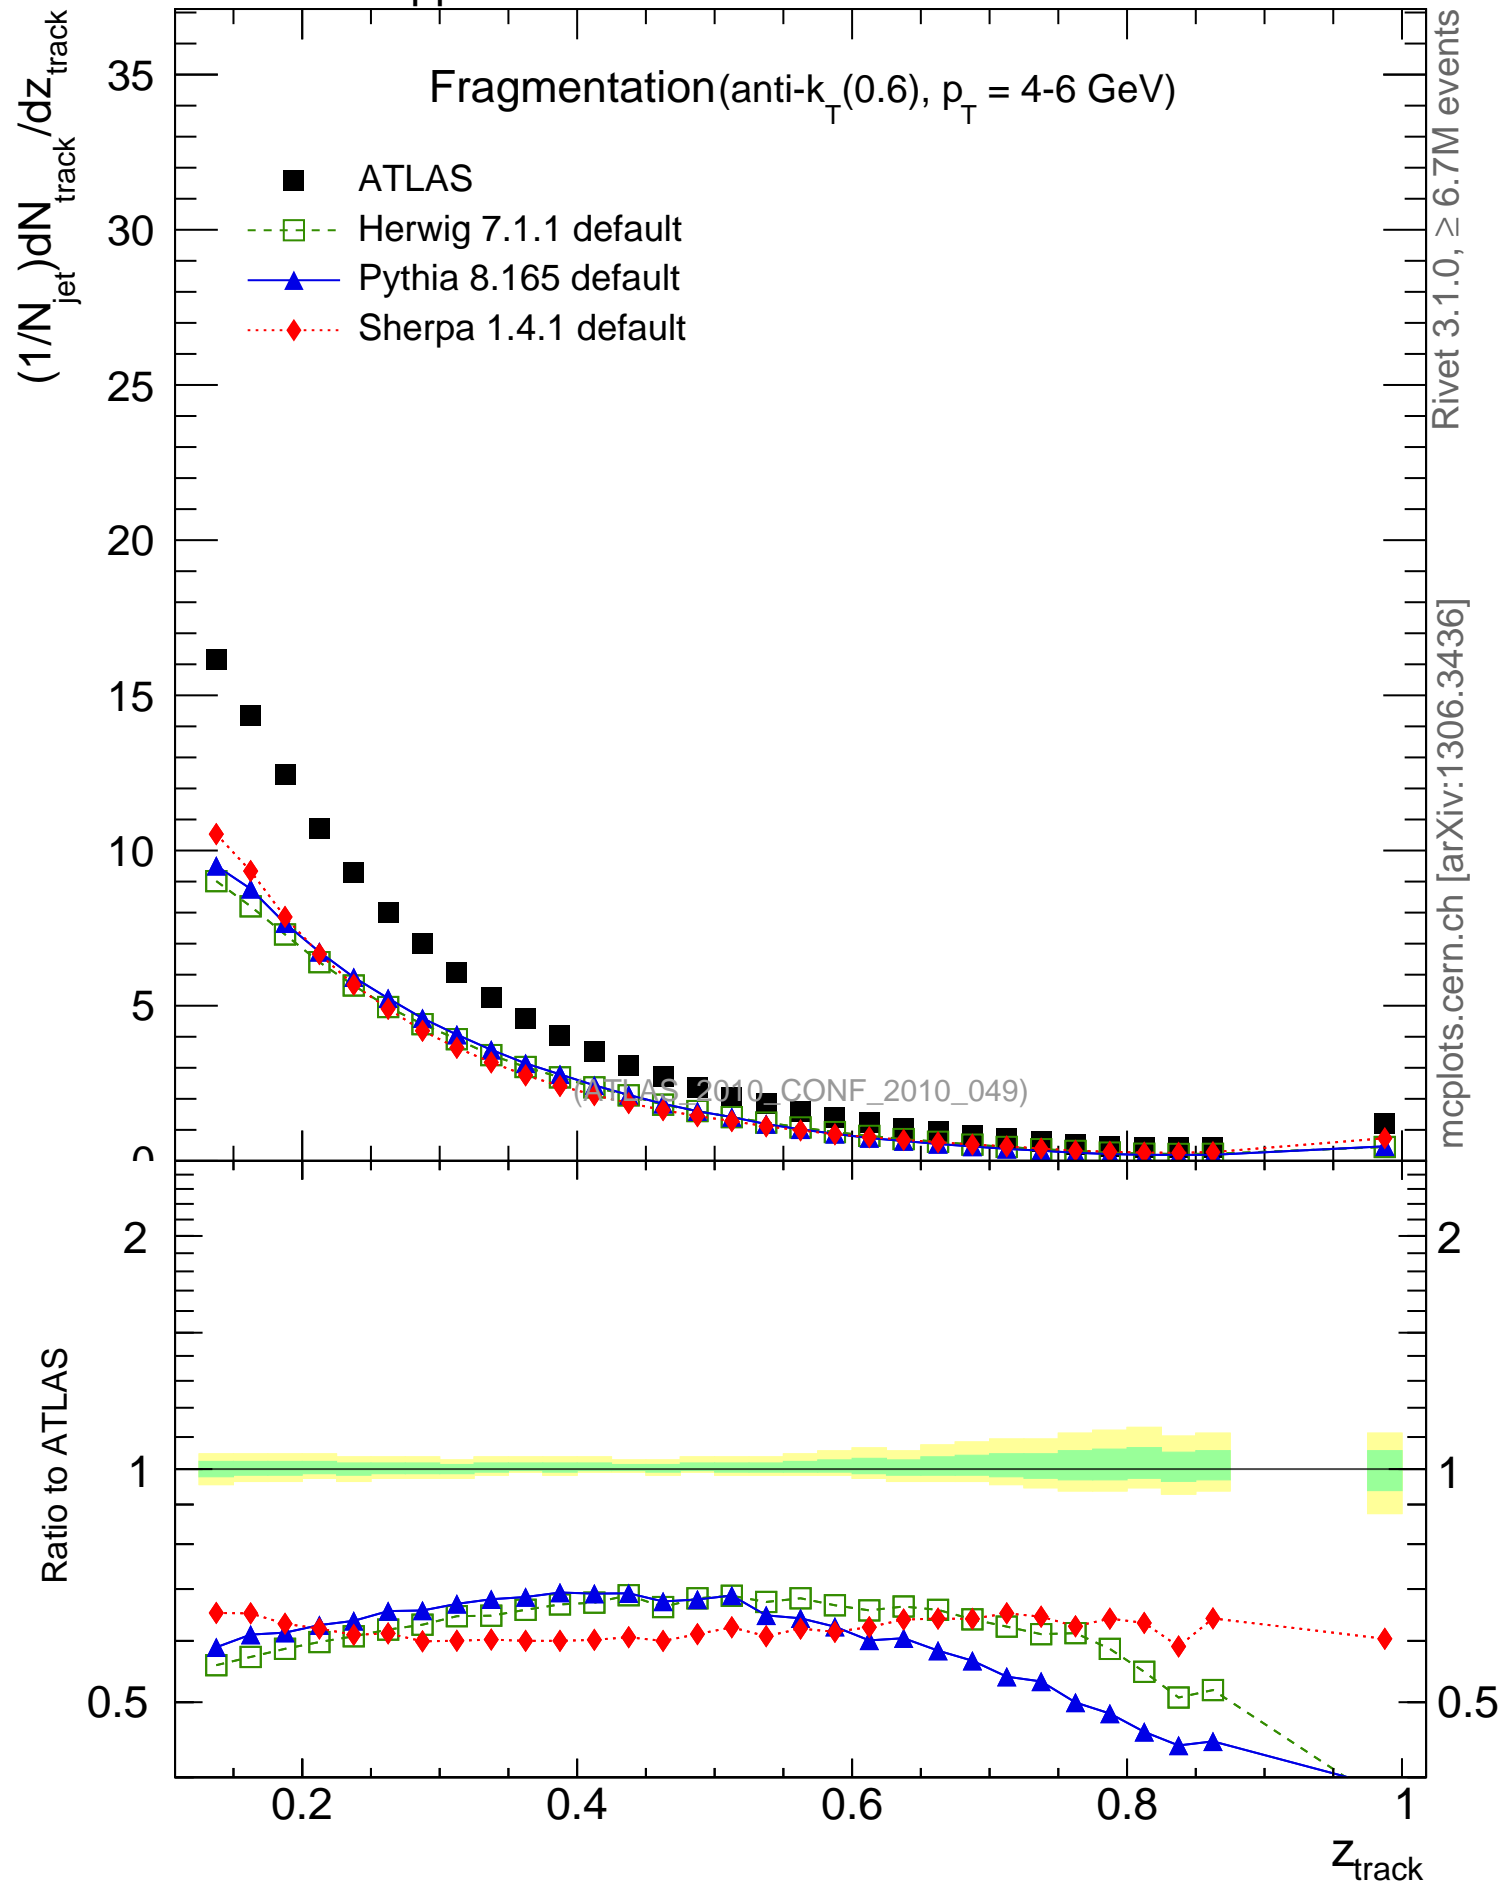 Fragmentation (anti-k_T(0.6), p_T = 4-6 GeV)
(1/N_jet)dN_track/dz_track
ATLAS
Herwig 7.1.1 default
Pythia 8.165 default
Sherpa 1.4.1 default
35
30
25
20
15
10
5
0
(ATLAS_2010_CONF_2010_049)
Rivet 3.1.0, ≥ 6.7M events
mcplots.cern.ch [arXiv:1306.3436]
Ratio to ATLAS
2
1
0.5
2
1
0.5
0.2
0.4
0.6
0.8
1
z_track